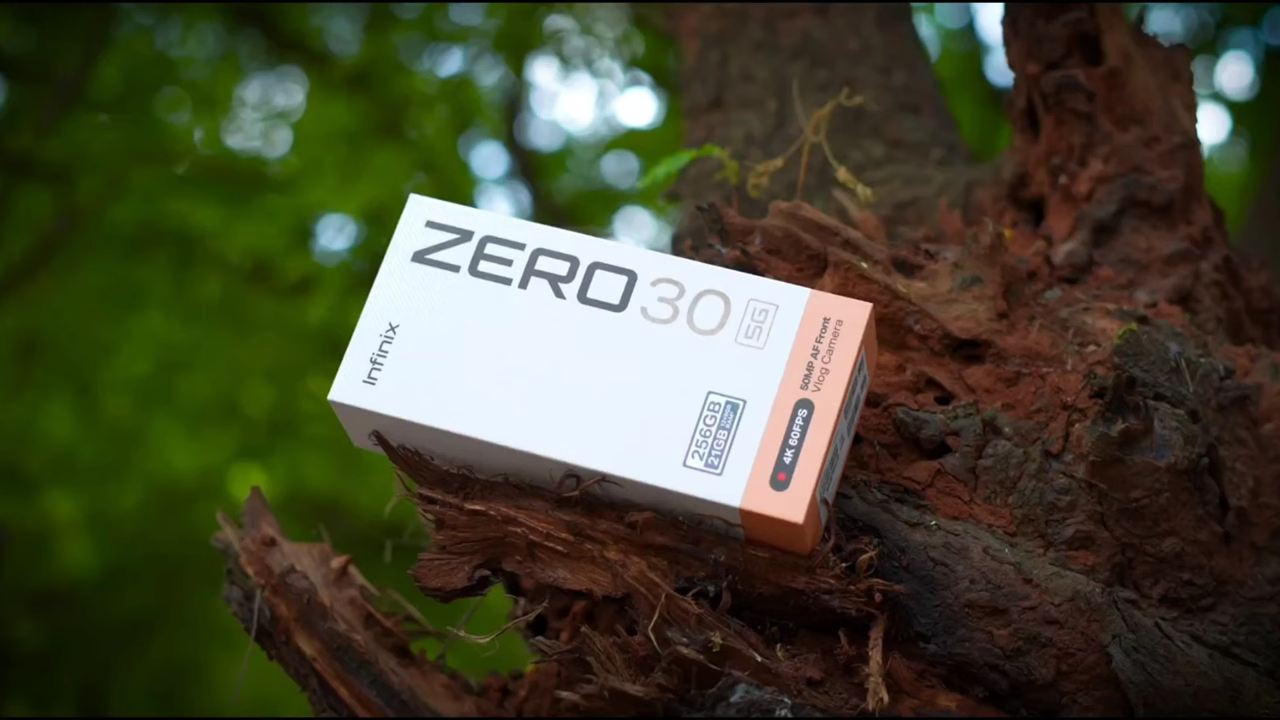 ZERO 30 5G
Infinix
256GB
21GB
50MP AF Front
Vlog Camera
4K 60FPS